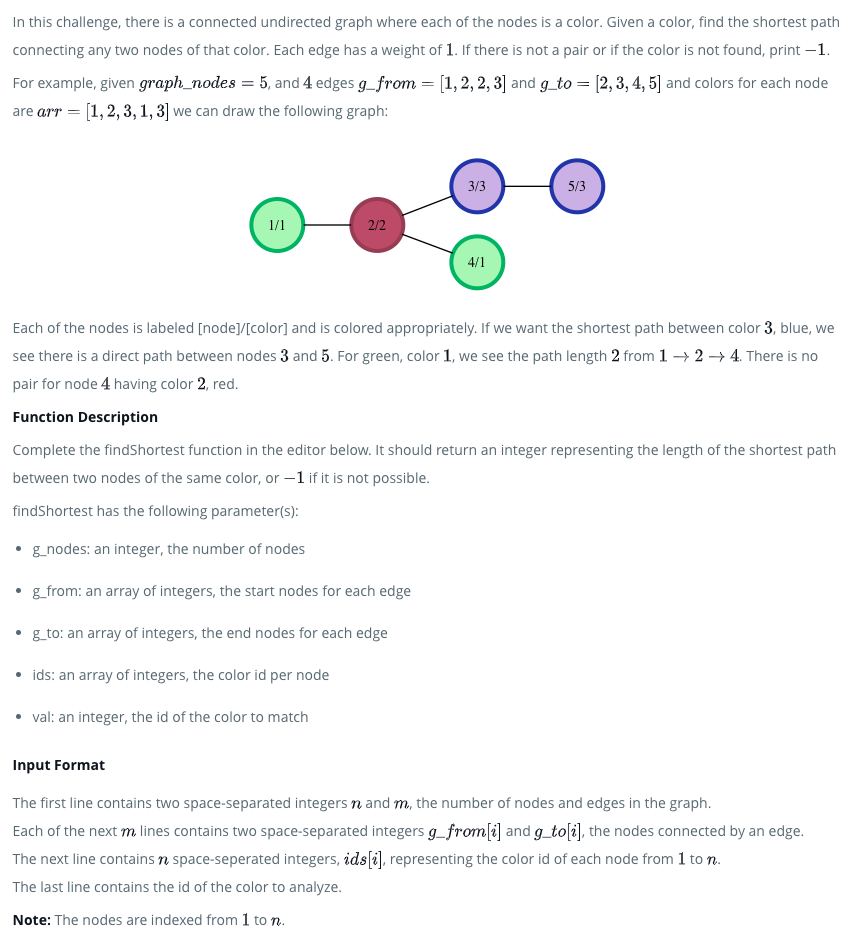 In this challenge, there is a connected undirected graph where each of the nodes is a color. Given a color, find the shortest path
connecting any two nodes of that color. Each edge has a weight of 1. If there is not a pair or if the color is not found, print −1.
For example, given graph_nodes = 5, and 4 edges g_from = [1, 2, 2, 3] and g_to = [2, 3, 4, 5] and colors for each node
are arr = [1, 2, 3, 1, 3] we can draw the following graph:
3/3
5/3
1/1
2/2
4/1
Each of the nodes is labeled [node]/[color] and is colored appropriately. If we want the shortest path between color 3, blue, we
see there is a direct path between nodes 3 and 5. For green, color 1, we see the path length 2 from 1 → 2 → 4. There is no
pair for node 4 having color 2, red.
Function Description
Complete the findShortest function in the editor below. It should return an integer representing the length of the shortest path
between two nodes of the same color, or −1 if it is not possible.
findShortest has the following parameter(s):
• g_nodes: an integer, the number of nodes
• g_from: an array of integers, the start nodes for each edge
• g_to: an array of integers, the end nodes for each edge
• ids: an array of integers, the color id per node
• val: an integer, the id of the color to match
Input Format
The first line contains two space-separated integers n and m, the number of nodes and edges in the graph.
Each of the next m lines contains two space-separated integers g_from[i] and g_to[i], the nodes connected by an edge.
The next line contains n space-seperated integers, ids[i], representing the color id of each node from 1 to n.
The last line contains the id of the color to analyze.
Note: The nodes are indexed from 1 to n.